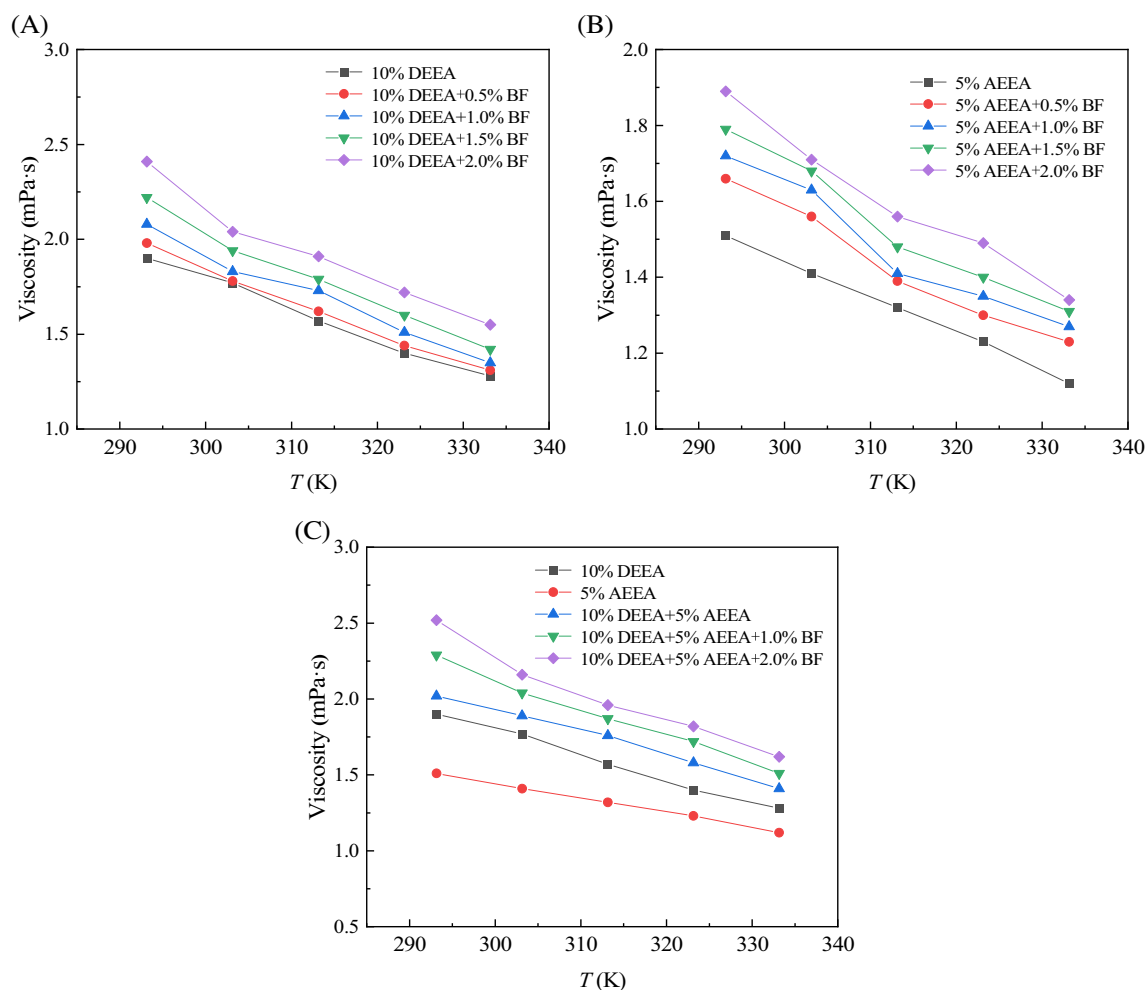 (A)
3.0
2.5
2.0
1.5
1.0
Viscosity (mPa·s)
10% DEEA
10% DEEA+0.5% BF
10% DEEA+1.0% BF
10% DEEA+1.5% BF
10% DEEA+2.0% BF
290 300 310 320 330 340
T (K)
(B)
2.0
1.8
1.6
1.4
1.2
1.0
Viscosity (mPa·s)
5% AEEA
5% AEEA+0.5% BF
5% AEEA+1.0% BF
5% AEEA+1.5% BF
5% AEEA+2.0% BF
290 300 310 320 330 340
T (K)
(C)
3.0
2.5
2.0
1.5
1.0
0.5
Viscosity (mPa·s)
10% DEEA
5% AEEA
10% DEEA+5% AEEA
10% DEEA+5% AEEA+1.0% BF
10% DEEA+5% AEEA+2.0% BF
290 300 310 320 330 340
T (K)